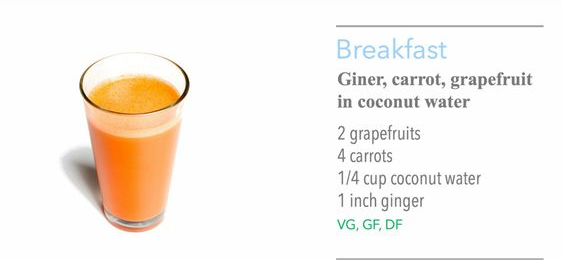 Breakfast
Giner, carrot, grapefruit
in coconut water
2 grapefruits
4 carrots
1/4 cup coconut water
1 inch ginger
VG, GF, DF